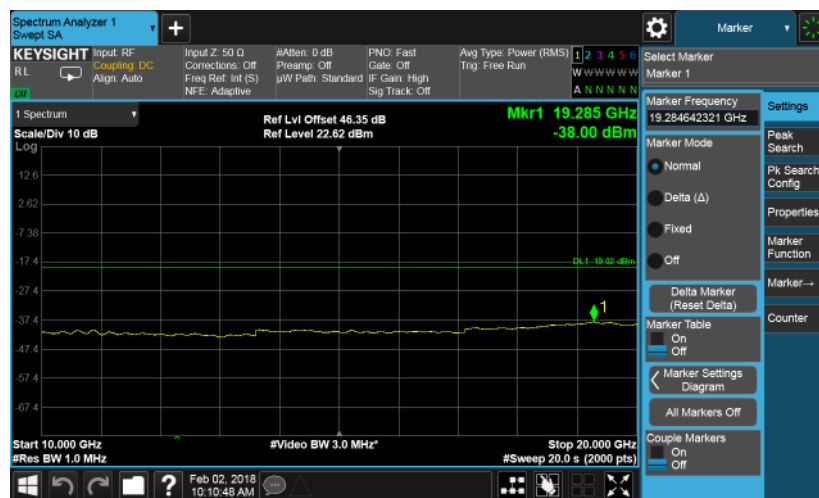 Spectrum Analyzer 1
Swept SA
Marker
KEYSIGHT
RL
LXI
Input: RF
Coupling: DC
Align: Auto
Input Z: 50 Ω
Corrections: Off
Freq Ref: Int (S)
NFE: Adaptive
#Atten: 0 dB
Preamp: Off
µW Path: Standard
PNO: Fast
Gate: Off
IF Gain: High
Sig Track: Off
Avg Type: Power (RMS)
Trig: Free Run
1 2 3 4 5 6
W W W W W W
A N N N N N
Select Marker
Marker 1
1 Spectrum
Scale/Div 10 dB
Log
Ref Lvl Offset 46.35 dB
Ref Level 22.62 dBm
Mkr1 19.285 GHz
-38.00 dBm
12.6
2.62
-7.38
-17.4
-27.4
-37.4
-47.4
-57.4
-67.4
DL1 -19.02 dBm
1
Start 10.000 GHz
#Res BW 1.0 MHz
#Video BW 3.0 MHz*
Stop 20.000 GHz
#Sweep 20.0 s (2000 pts)
Marker Frequency
19.284642321 GHz
Marker Mode
Normal
Delta (Δ)
Fixed
Off
Delta Marker
(Reset Delta)
Marker Table
On
Off
Marker Settings
Diagram
All Markers Off
Couple Markers
On
Off
Settings
Peak
Search
Pk Search
Config
Properties
Marker
Function
Marker→
Counter
?
Feb 02, 2018
10:10:48 AM